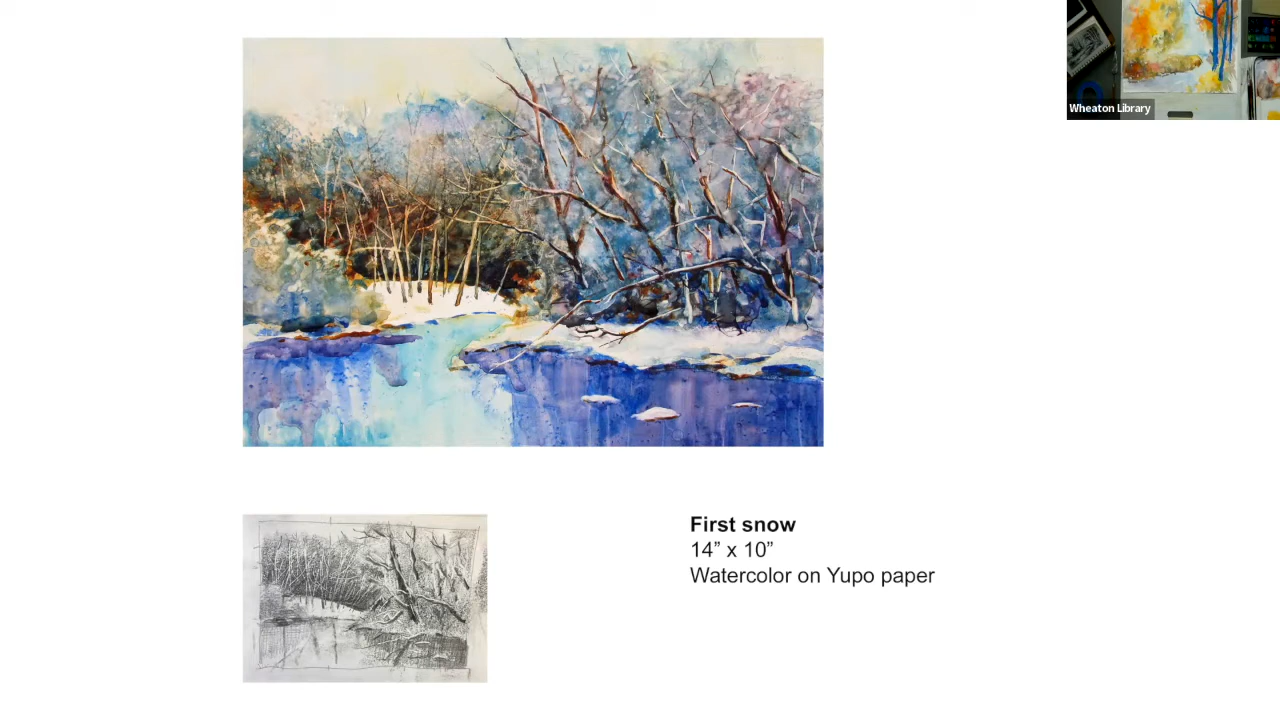 Wheaton Library
First snow
14” x 10”
Watercolor on Yupo paper